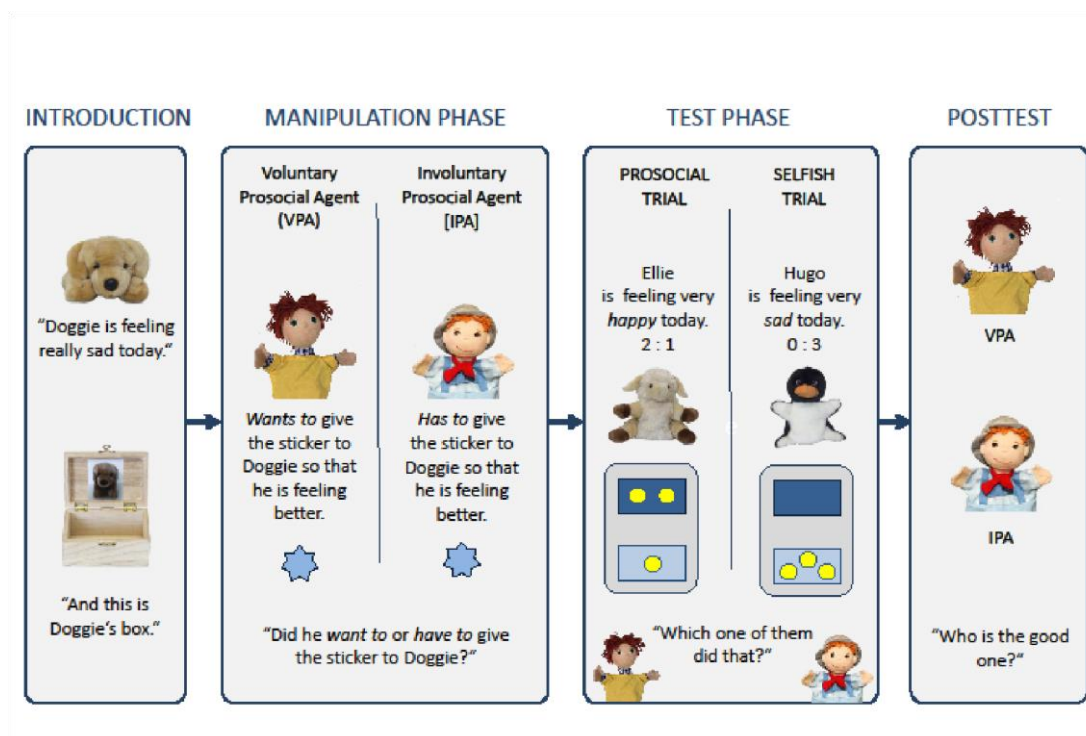 INTRODUCTION
MANIPULATION PHASE
TEST PHASE
POSTTEST
“Doggie is feeling
really sad today.”
“And this is
Doggie’s box.”
Voluntary
Prosocial Agent
(VPA)
Wants to give
the sticker to
Doggie so that
he is feeling
better.
Involuntary
Prosocial Agent
[IPA]
Has to give
the sticker to
Doggie so that
he is feeling
better.
“Did he want to or have to give
the sticker to Doggie?”
PROSOCIAL
TRIAL
Ellie
is feeling very
happy today.
2 : 1
SELFISH
TRIAL
Hugo
is feeling very
sad today.
0 : 3
“Which one of them
did that?”
VPA
IPA
“Who is the good
one?“